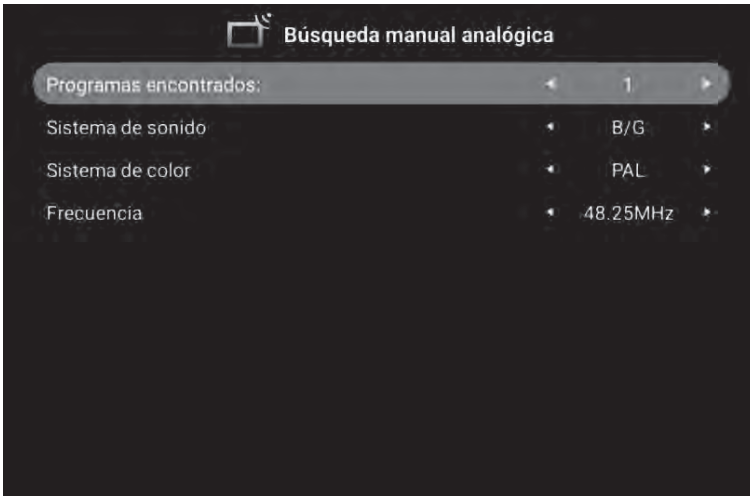 Búsqueda manual analógica
Programas encontrados: 1
Sistema de sonido B/G
Sistema de color PAL
Frecuencia 48.25MHz